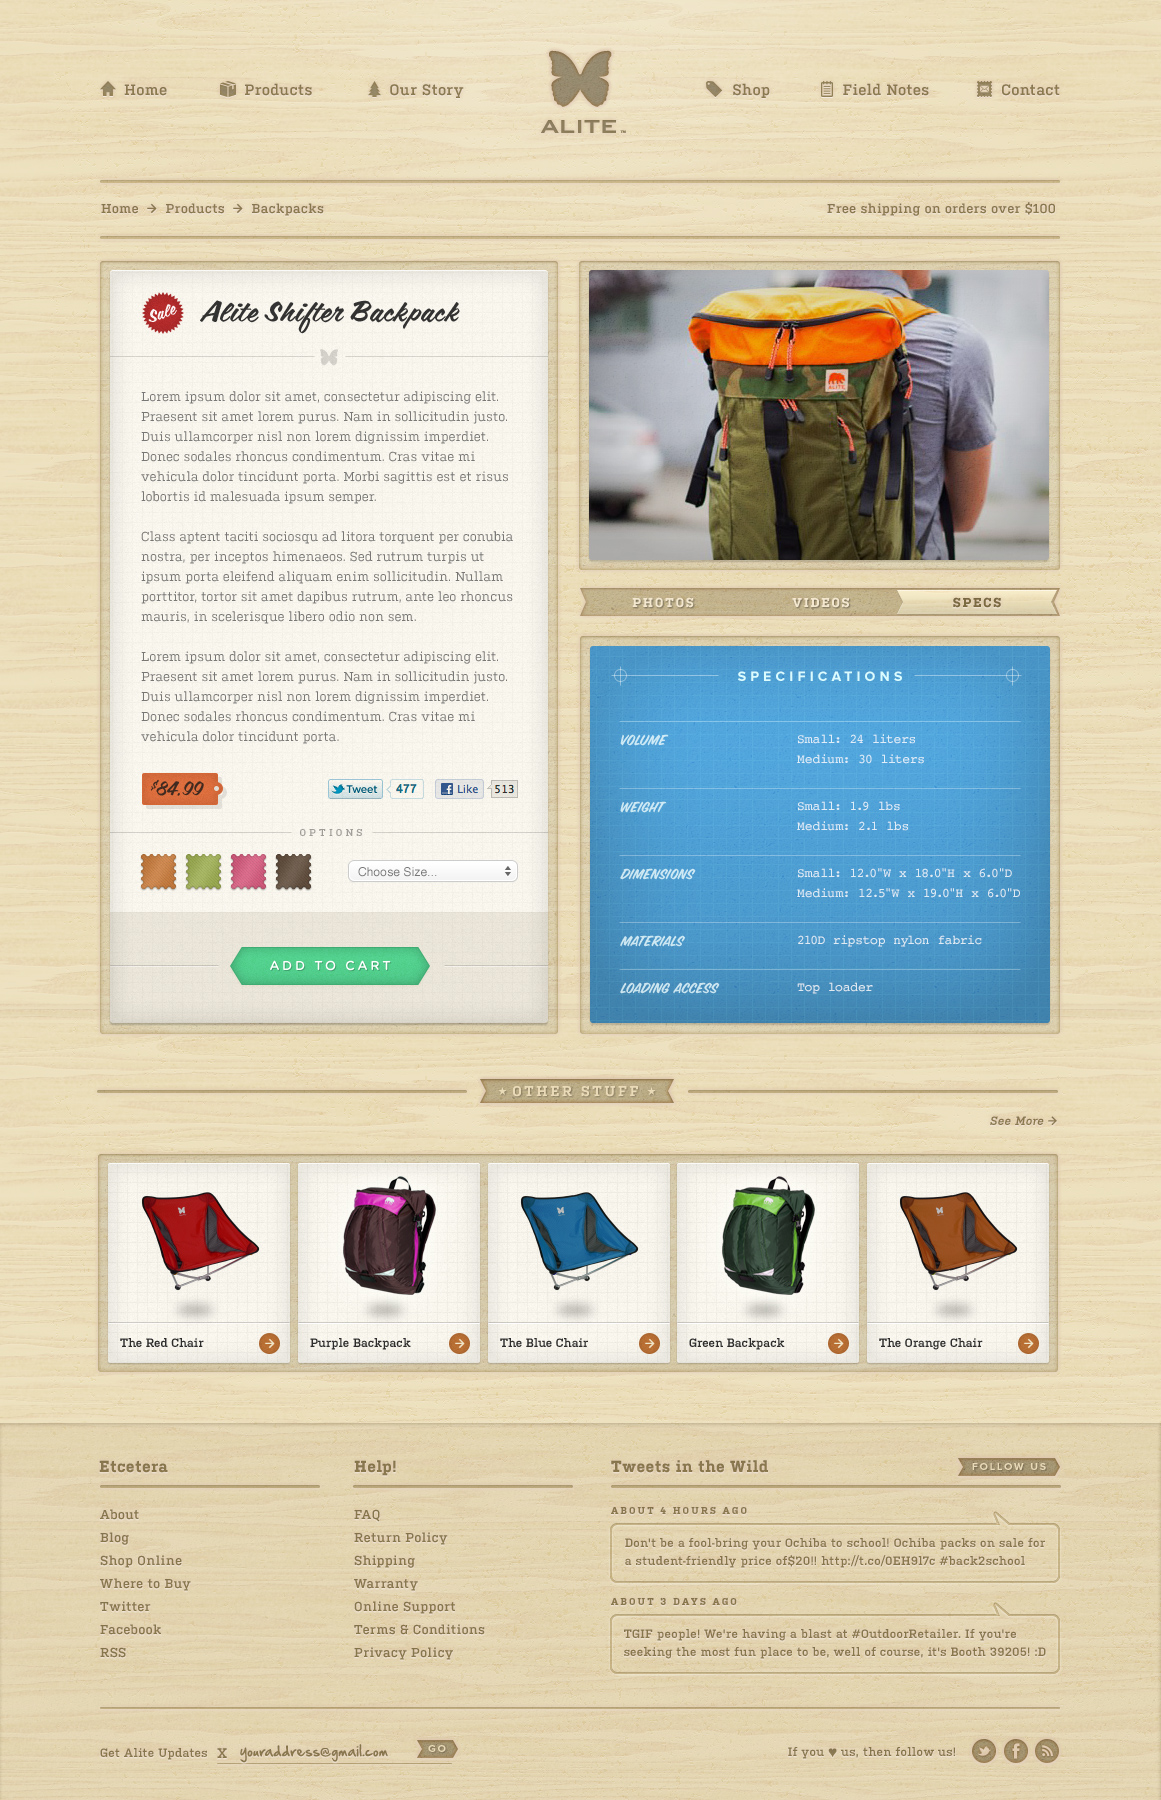 Home
Products
Our Story
ALITE™
Shop
Field Notes
Contact
Home → Products → Backpacks
Free shipping on orders over $100
Sale
Alite Shifter Backpack
Lorem ipsum dolor sit amet, consectetur adipiscing elit.
Praesent sit amet lorem purus. Nam in sollicitudin justo.
Duis ullamcorper nisl non lorem dignissim imperdiet.
Donec sodales rhoncus condimentum. Cras vitae mi
vehicula dolor tincidunt porta. Morbi sagittis est et risus
lobortis id malesuada ipsum semper.
Class aptent taciti sociosqu ad litora torquent per conubia
nostra, per inceptos himenaeos. Sed rutrum turpis ut
ipsum porta eleifend aliquam enim sollicitudin. Nullam
porttitor, tortor sit amet dapibus rutrum, ante leo rhoncus
mauris, in scelerisque libero odio non sem.
Lorem ipsum dolor sit amet, consectetur adipiscing elit.
Praesent sit amet lorem purus. Nam in sollicitudin justo.
Duis ullamcorper nisl non lorem dignissim imperdiet.
Donec sodales rhoncus condimentum. Cras vitae mi
vehicula dolor tincidunt porta.
$84.99
Tweet
477
Like
513
OPTIONS
Choose Size...
ADD TO CART
ALITE
PHOTOS
VIDEOS
SPECS
SPECIFICATIONS
VOLUME
Small: 24 liters
Medium: 30 liters
WEIGHT
Small: 1.9 lbs
Medium: 2.1 lbs
DIMENSIONS
Small: 12.0"W x 18.0"H x 6.0"D
Medium: 12.5"W x 19.0"H x 6.0"D
MATERIALS
210D ripstop nylon fabric
LOADING ACCESS
Top loader
★ OTHER STUFF ★
See More →
The Red Chair
Purple Backpack
The Blue Chair
Green Backpack
The Orange Chair
Etcetera
About
Blog
Shop Online
Where to Buy
Twitter
Facebook
RSS
Help!
FAQ
Return Policy
Shipping
Warranty
Online Support
Terms & Conditions
Privacy Policy
Tweets in the Wild
FOLLOW US
ABOUT 4 HOURS AGO
Don't be a fool-bring your Ochiba to school! Ochiba packs on sale for
a student-friendly price of$20!! http://t.co/0EH9l7c #back2school
ABOUT 3 DAYS AGO
TGIF people! We're having a blast at #OutdoorRetailer. If you're
seeking the most fun place to be, well of course, it's Booth 39205! :D
Get Alite Updates
X youraddress@gmail.com
GO
If you ♥ us, then follow us!